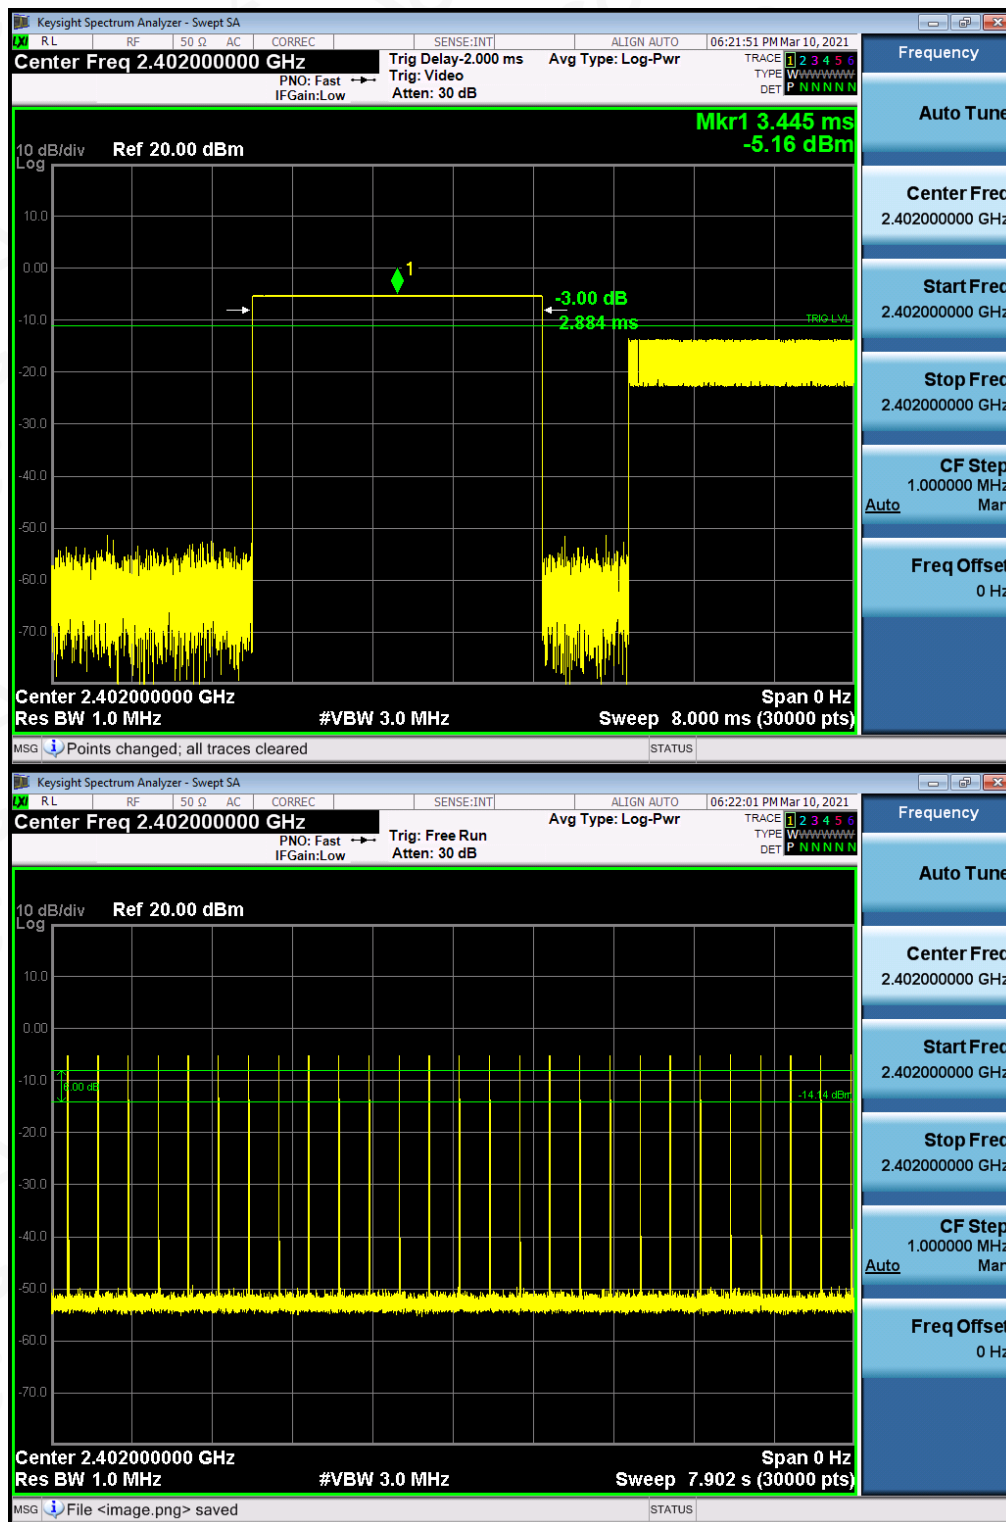 Keysight Spectrum Analyzer - Swept SA
LXI RL RF 50 Ω AC CORREC SENSE:INT ALIGN AUTO 06:21:51 PM Mar 10, 2021
Center Freq 2.402000000 GHz Trig Delay-2.000 ms Avg Type: Log-Pwr TRACE 1 2 3 4 5 6
PNO: Fast Trig: Video TYPE WWWWWWW
IFGain:Low Atten: 30 dB DET P N N N N N
Mkr1 3.445 ms
-5.16 dBm
10 dB/div Ref 20.00 dBm
Log
10.0
0.00
1
-3.00 dB
-10.0
2.884 ms
TRIG LVL
-20.0
-30.0
-40.0
-50.0
-60.0
-70.0
Center 2.402000000 GHz Span 0 Hz
Res BW 1.0 MHz #VBW 3.0 MHz Sweep 8.000 ms (30000 pts)
MSG Points changed; all traces cleared STATUS
Frequency
Auto Tune
Center Freq
2.402000000 GHz
Start Freq
2.402000000 GHz
Stop Freq
2.402000000 GHz
CF Step
1.000000 MHz
Auto Man
Freq Offset
0 Hz
Keysight Spectrum Analyzer - Swept SA
LXI RL RF 50 Ω AC CORREC SENSE:INT ALIGN AUTO 06:22:01 PM Mar 10, 2021
Center Freq 2.402000000 GHz Avg Type: Log-Pwr TRACE 1 2 3 4 5 6
PNO: Fast Trig: Free Run TYPE WWWWWWW
IFGain:Low Atten: 30 dB DET P N N N N N
10 dB/div Ref 20.00 dBm
Log
10.0
0.00
-10.0
6.00 dB
-14.14 dBm
-20.0
-30.0
-40.0
-50.0
-60.0
-70.0
Center 2.402000000 GHz Span 0 Hz
Res BW 1.0 MHz #VBW 3.0 MHz Sweep 7.902 s (30000 pts)
MSG File <image.png> saved STATUS
Frequency
Auto Tune
Center Freq
2.402000000 GHz
Start Freq
2.402000000 GHz
Stop Freq
2.402000000 GHz
CF Step
1.000000 MHz
Auto Man
Freq Offset
0 Hz